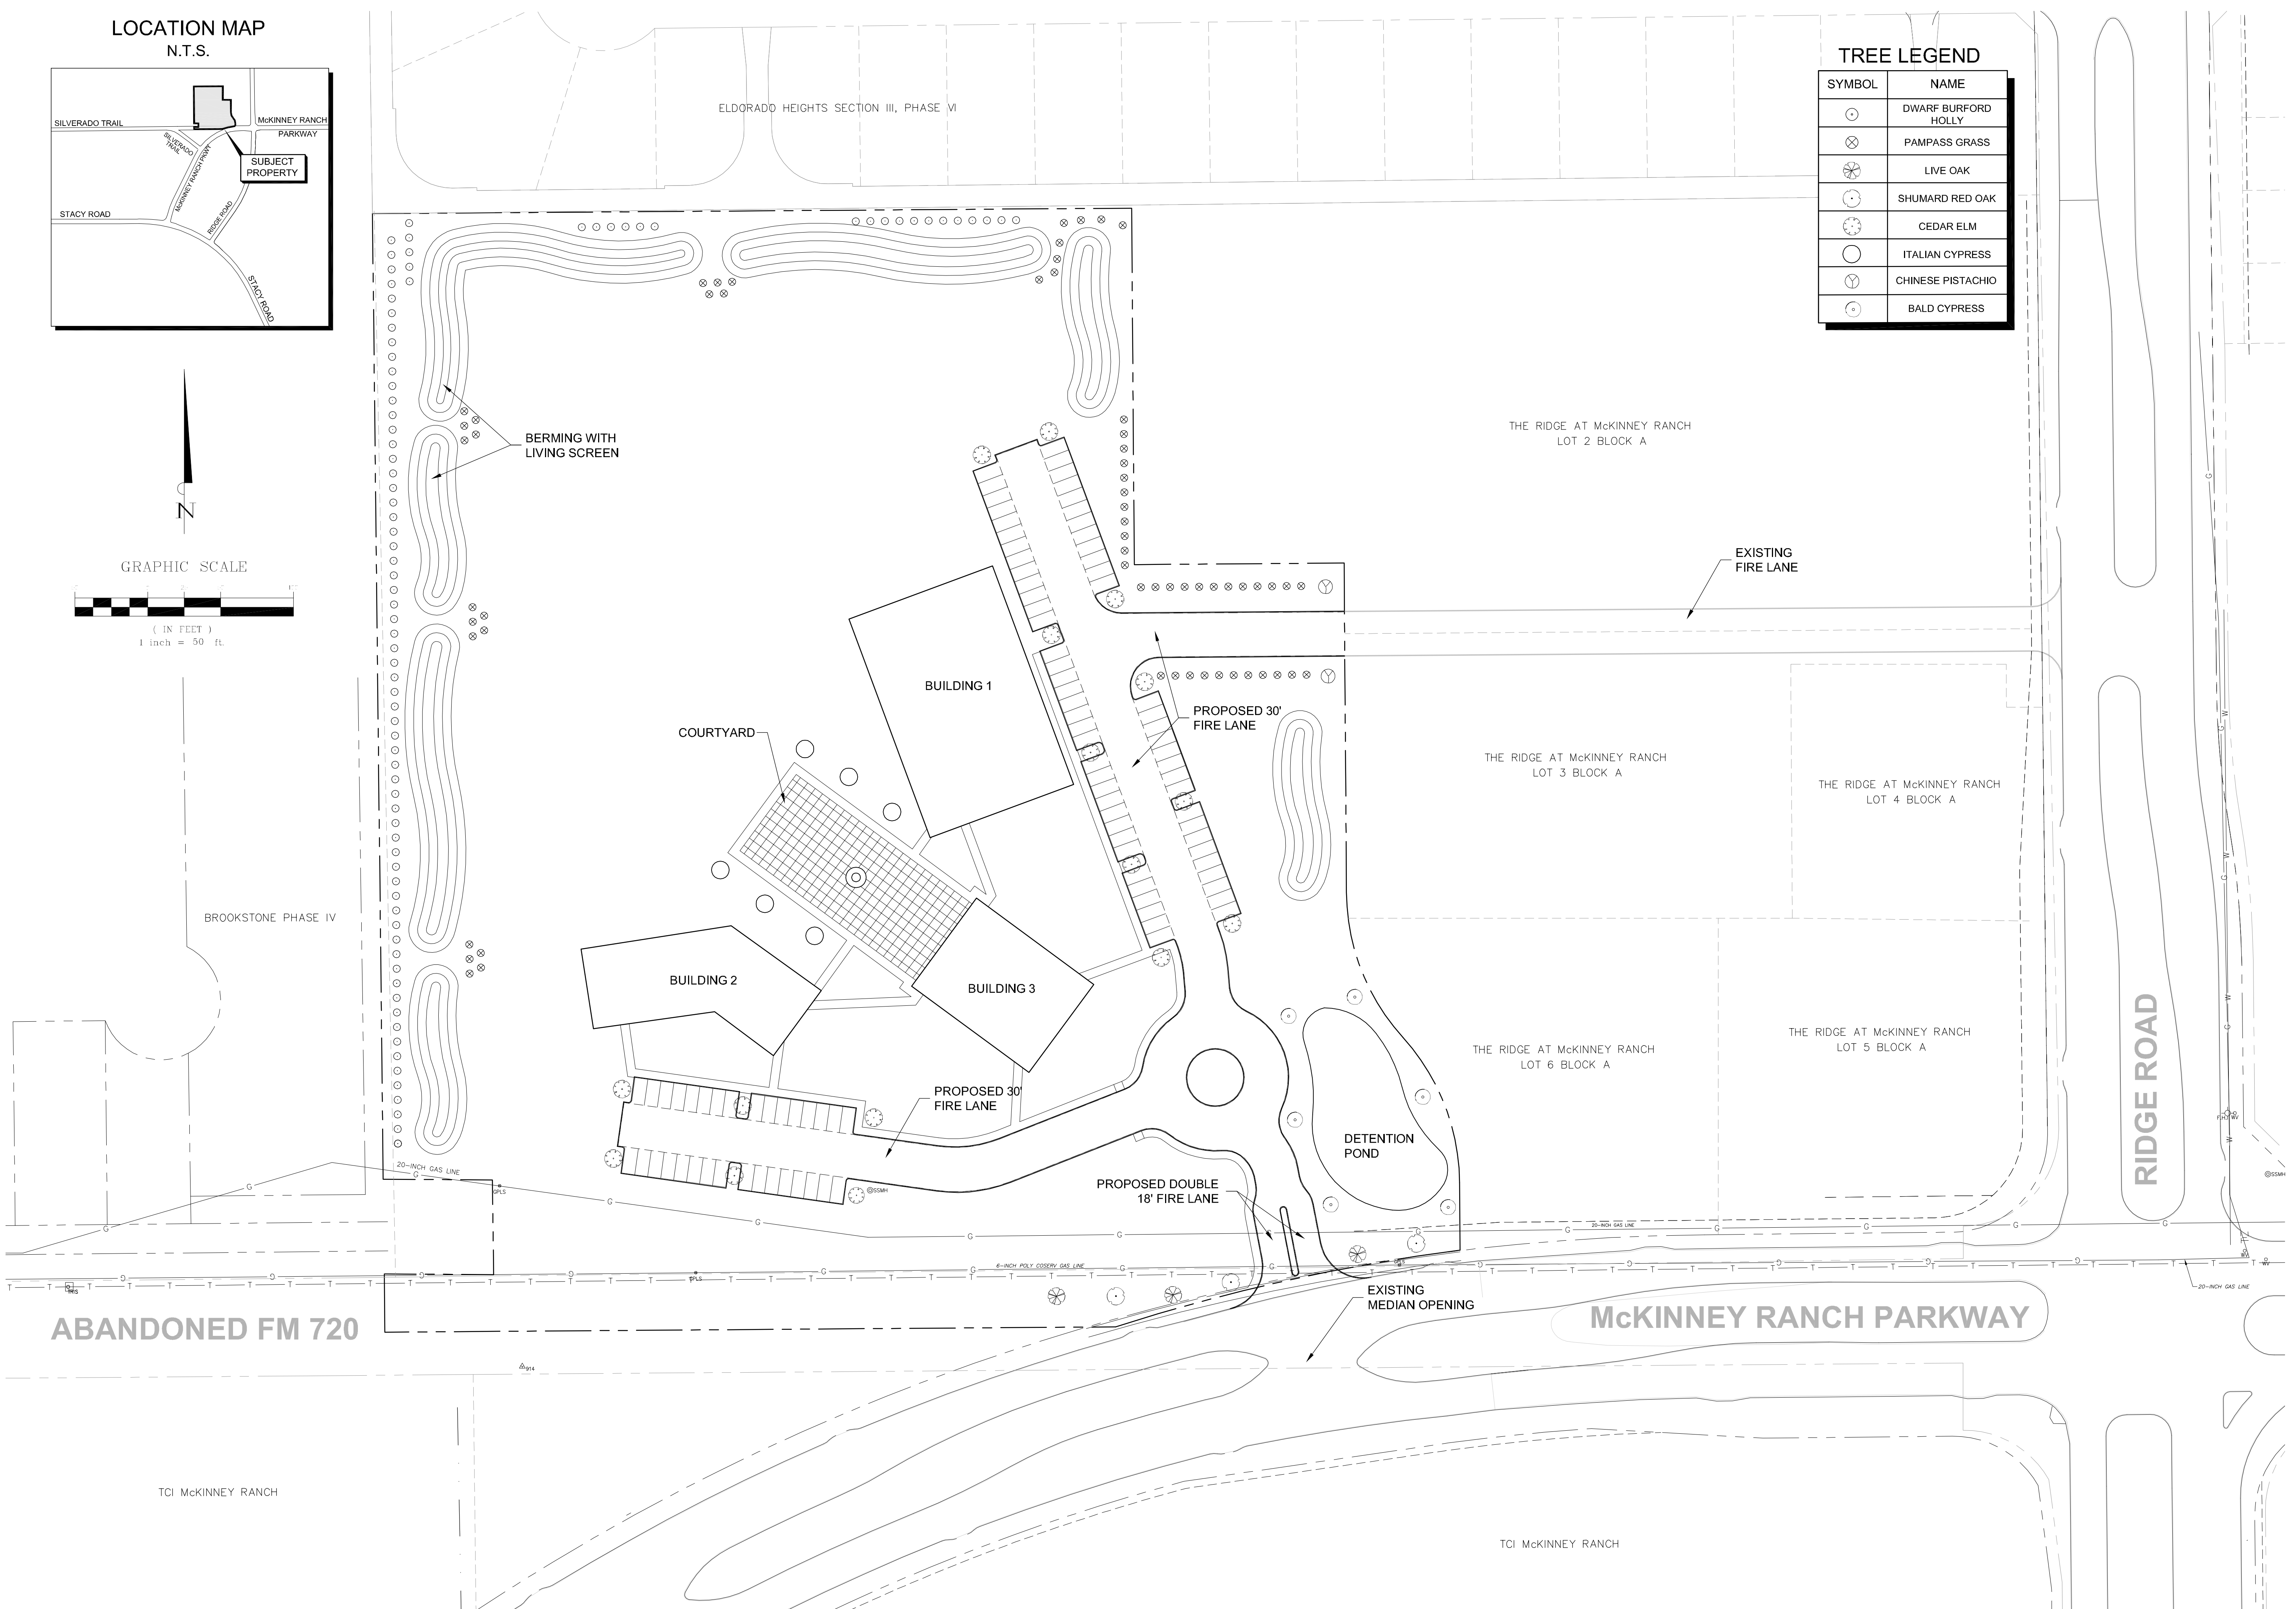 LOCATION MAP
N.T.S.
SILVERADO TRAIL
McKINNEY RANCH
PARKWAY
SILVERADO
TRAIL
McKINNEY RANCH PKWY
SUBJECT
PROPERTY
STACY ROAD
RIDGE ROAD
STACY ROAD
N
GRAPHIC SCALE
( IN FEET )
1 inch = 50 ft.
TREE LEGEND
SYMBOL NAME
DWARF BURFORD
HOLLY
PAMPASS GRASS
LIVE OAK
SHUMARD RED OAK
CEDAR ELM
ITALIAN CYPRESS
CHINESE PISTACHIO
BALD CYPRESS
ELDORADO HEIGHTS SECTION III, PHASE VI
BERMING WITH
LIVING SCREEN
THE RIDGE AT McKINNEY RANCH
LOT 2 BLOCK A
EXISTING
FIRE LANE
BUILDING 1
COURTYARD
PROPOSED 30'
FIRE LANE
THE RIDGE AT McKINNEY RANCH
LOT 3 BLOCK A
THE RIDGE AT McKINNEY RANCH
LOT 4 BLOCK A
BROOKSTONE PHASE IV
BUILDING 2
BUILDING 3
THE RIDGE AT McKINNEY RANCH
LOT 6 BLOCK A
THE RIDGE AT McKINNEY RANCH
LOT 5 BLOCK A
RIDGE ROAD
PROPOSED 30'
FIRE LANE
DETENTION
POND
PROPOSED DOUBLE
18' FIRE LANE
20-INCH GAS LINE
QPLS
SSMH
SSMH
20-INCH GAS LINE
6-INCH POLY COSERV GAS LINE
20-INCH GAS LINE
EXISTING
MEDIAN OPENING
ABANDONED FM 720
McKINNEY RANCH PARKWAY
914
TCI McKINNEY RANCH
TCI McKINNEY RANCH